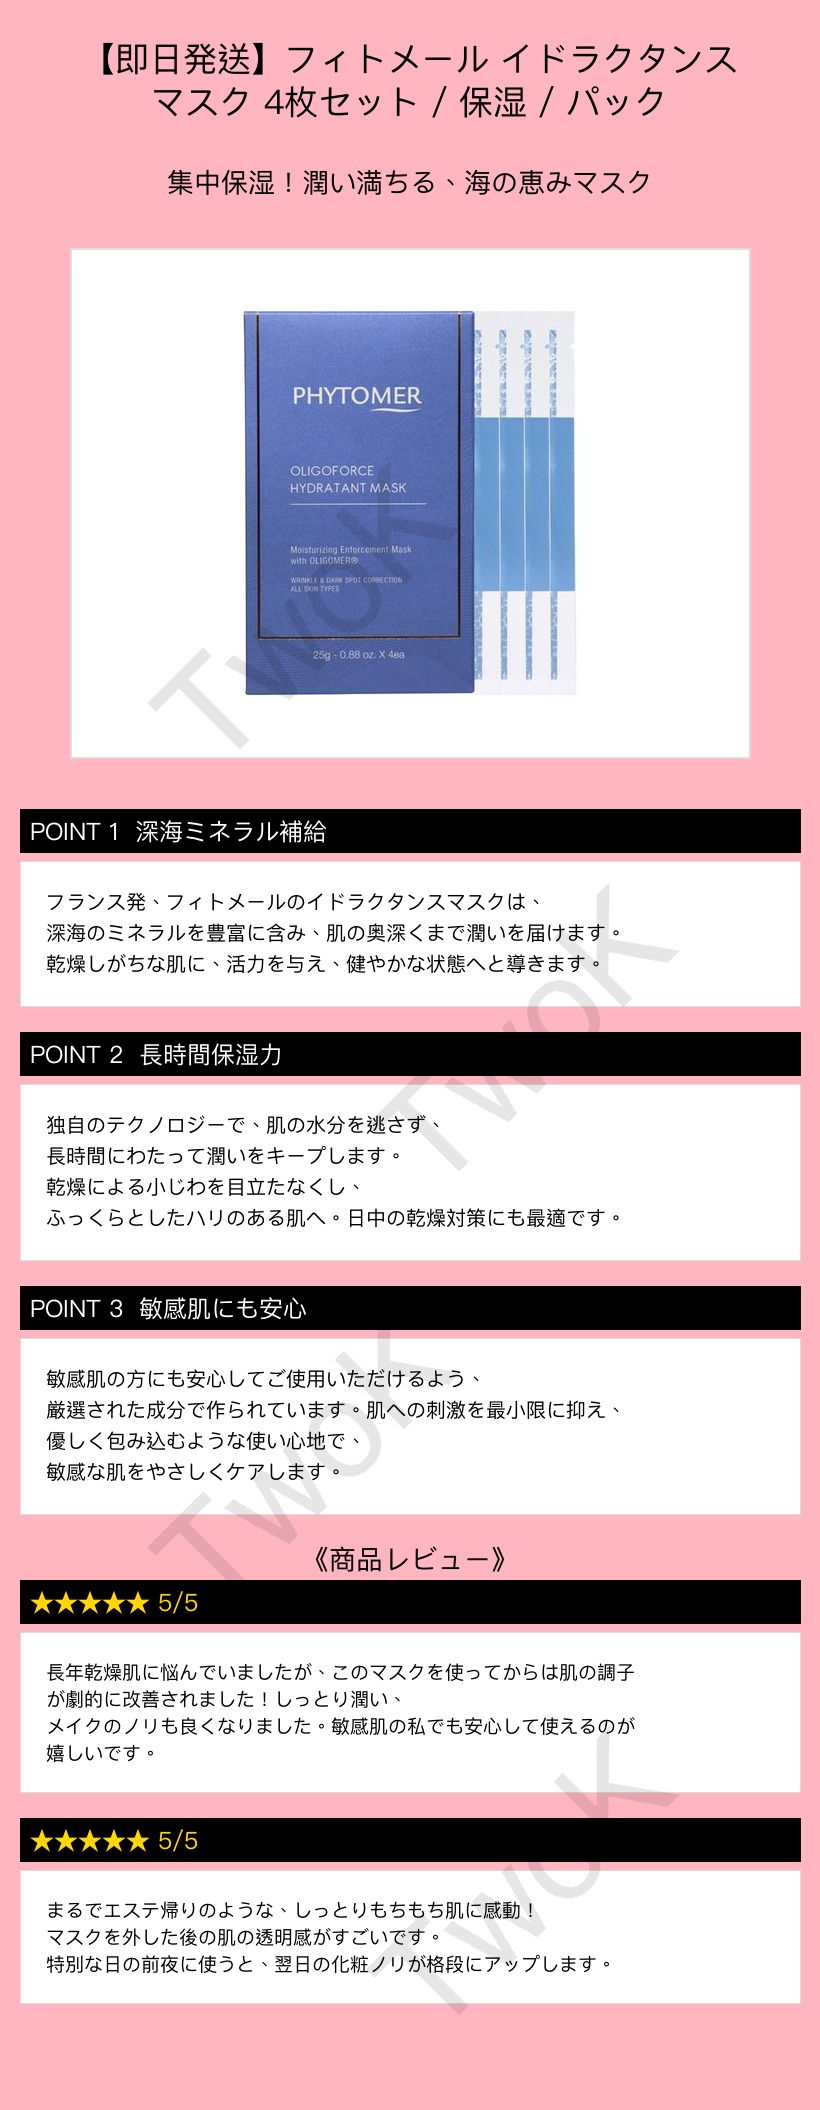 【即日発送】フィトメール イドラクタンス
マスク 4枚セット / 保湿 / パック
集中保湿！潤い満ちる、海の恵みマスク
PHYTOMER
OLIGOFORCE
HYDRATANT MASK
Moisturizing Enforcement Mask
with OLIGOMER®
WRINKLE & DARK SPOT CORRECTION
ALL SKIN TYPES
25g - 0.88 oz. X 4ea
TwoK
POINT 1 深海ミネラル補給
フランス発、フィトメールのイドラクタンスマスクは、
深海のミネラルを豊富に含み、肌の奥深くまで潤いを届けます。
乾燥しがちな肌に、活力を与え、健やかな状態へと導きます。
TwoK
POINT 2 長時間保湿力
独自のテクノロジーで、肌の水分を逃さず、
長時間にわたって潤いをキープします。
乾燥による小じわを目立たなくし、
ふっくらとしたハリのある肌へ。日中の乾燥対策にも最適です。
POINT 3 敏感肌にも安心
敏感肌の方にも安心してご使用いただけるよう、
厳選された成分で作られています。肌への刺激を最小限に抑え、
優しく包み込むような使い心地で、
敏感な肌をやさしくケアします。
TwoK
《商品レビュー》
★★★★★ 5/5
長年乾燥肌に悩んでいましたが、このマスクを使ってからは肌の調子
が劇的に改善されました！しっとり潤い、
メイクのノリも良くなりました。敏感肌の私でも安心して使えるのが
嬉しいです。
★★★★★ 5/5
まるでエステ帰りのような、しっとりもちもち肌に感動！
マスクを外した後の肌の透明感がすごいです。
特別な日の前夜に使うと、翌日の化粧ノリが格段にアップします。
TwoK